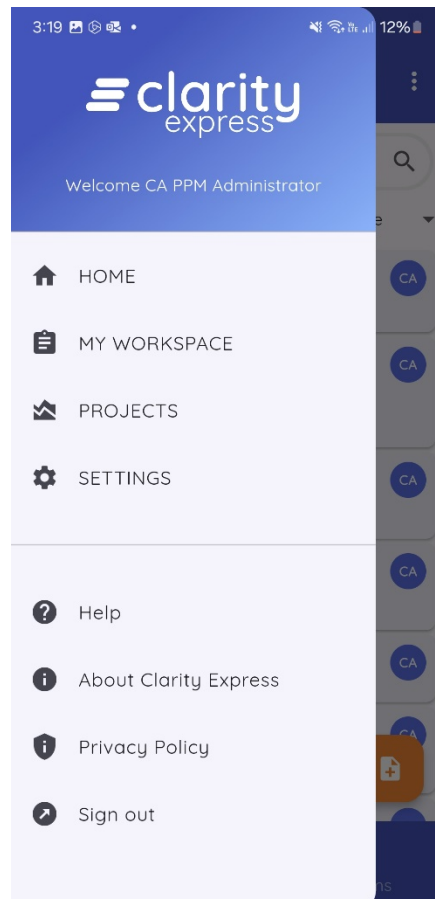 3:19
12%
clarity
express
Welcome CA PPM Administrator
e
CA
HOME
CA
MY WORKSPACE
PROJECTS
SETTINGS
CA
CA
Help
About Clarity Express
CA
Privacy Policy
CA
Sign out
ns